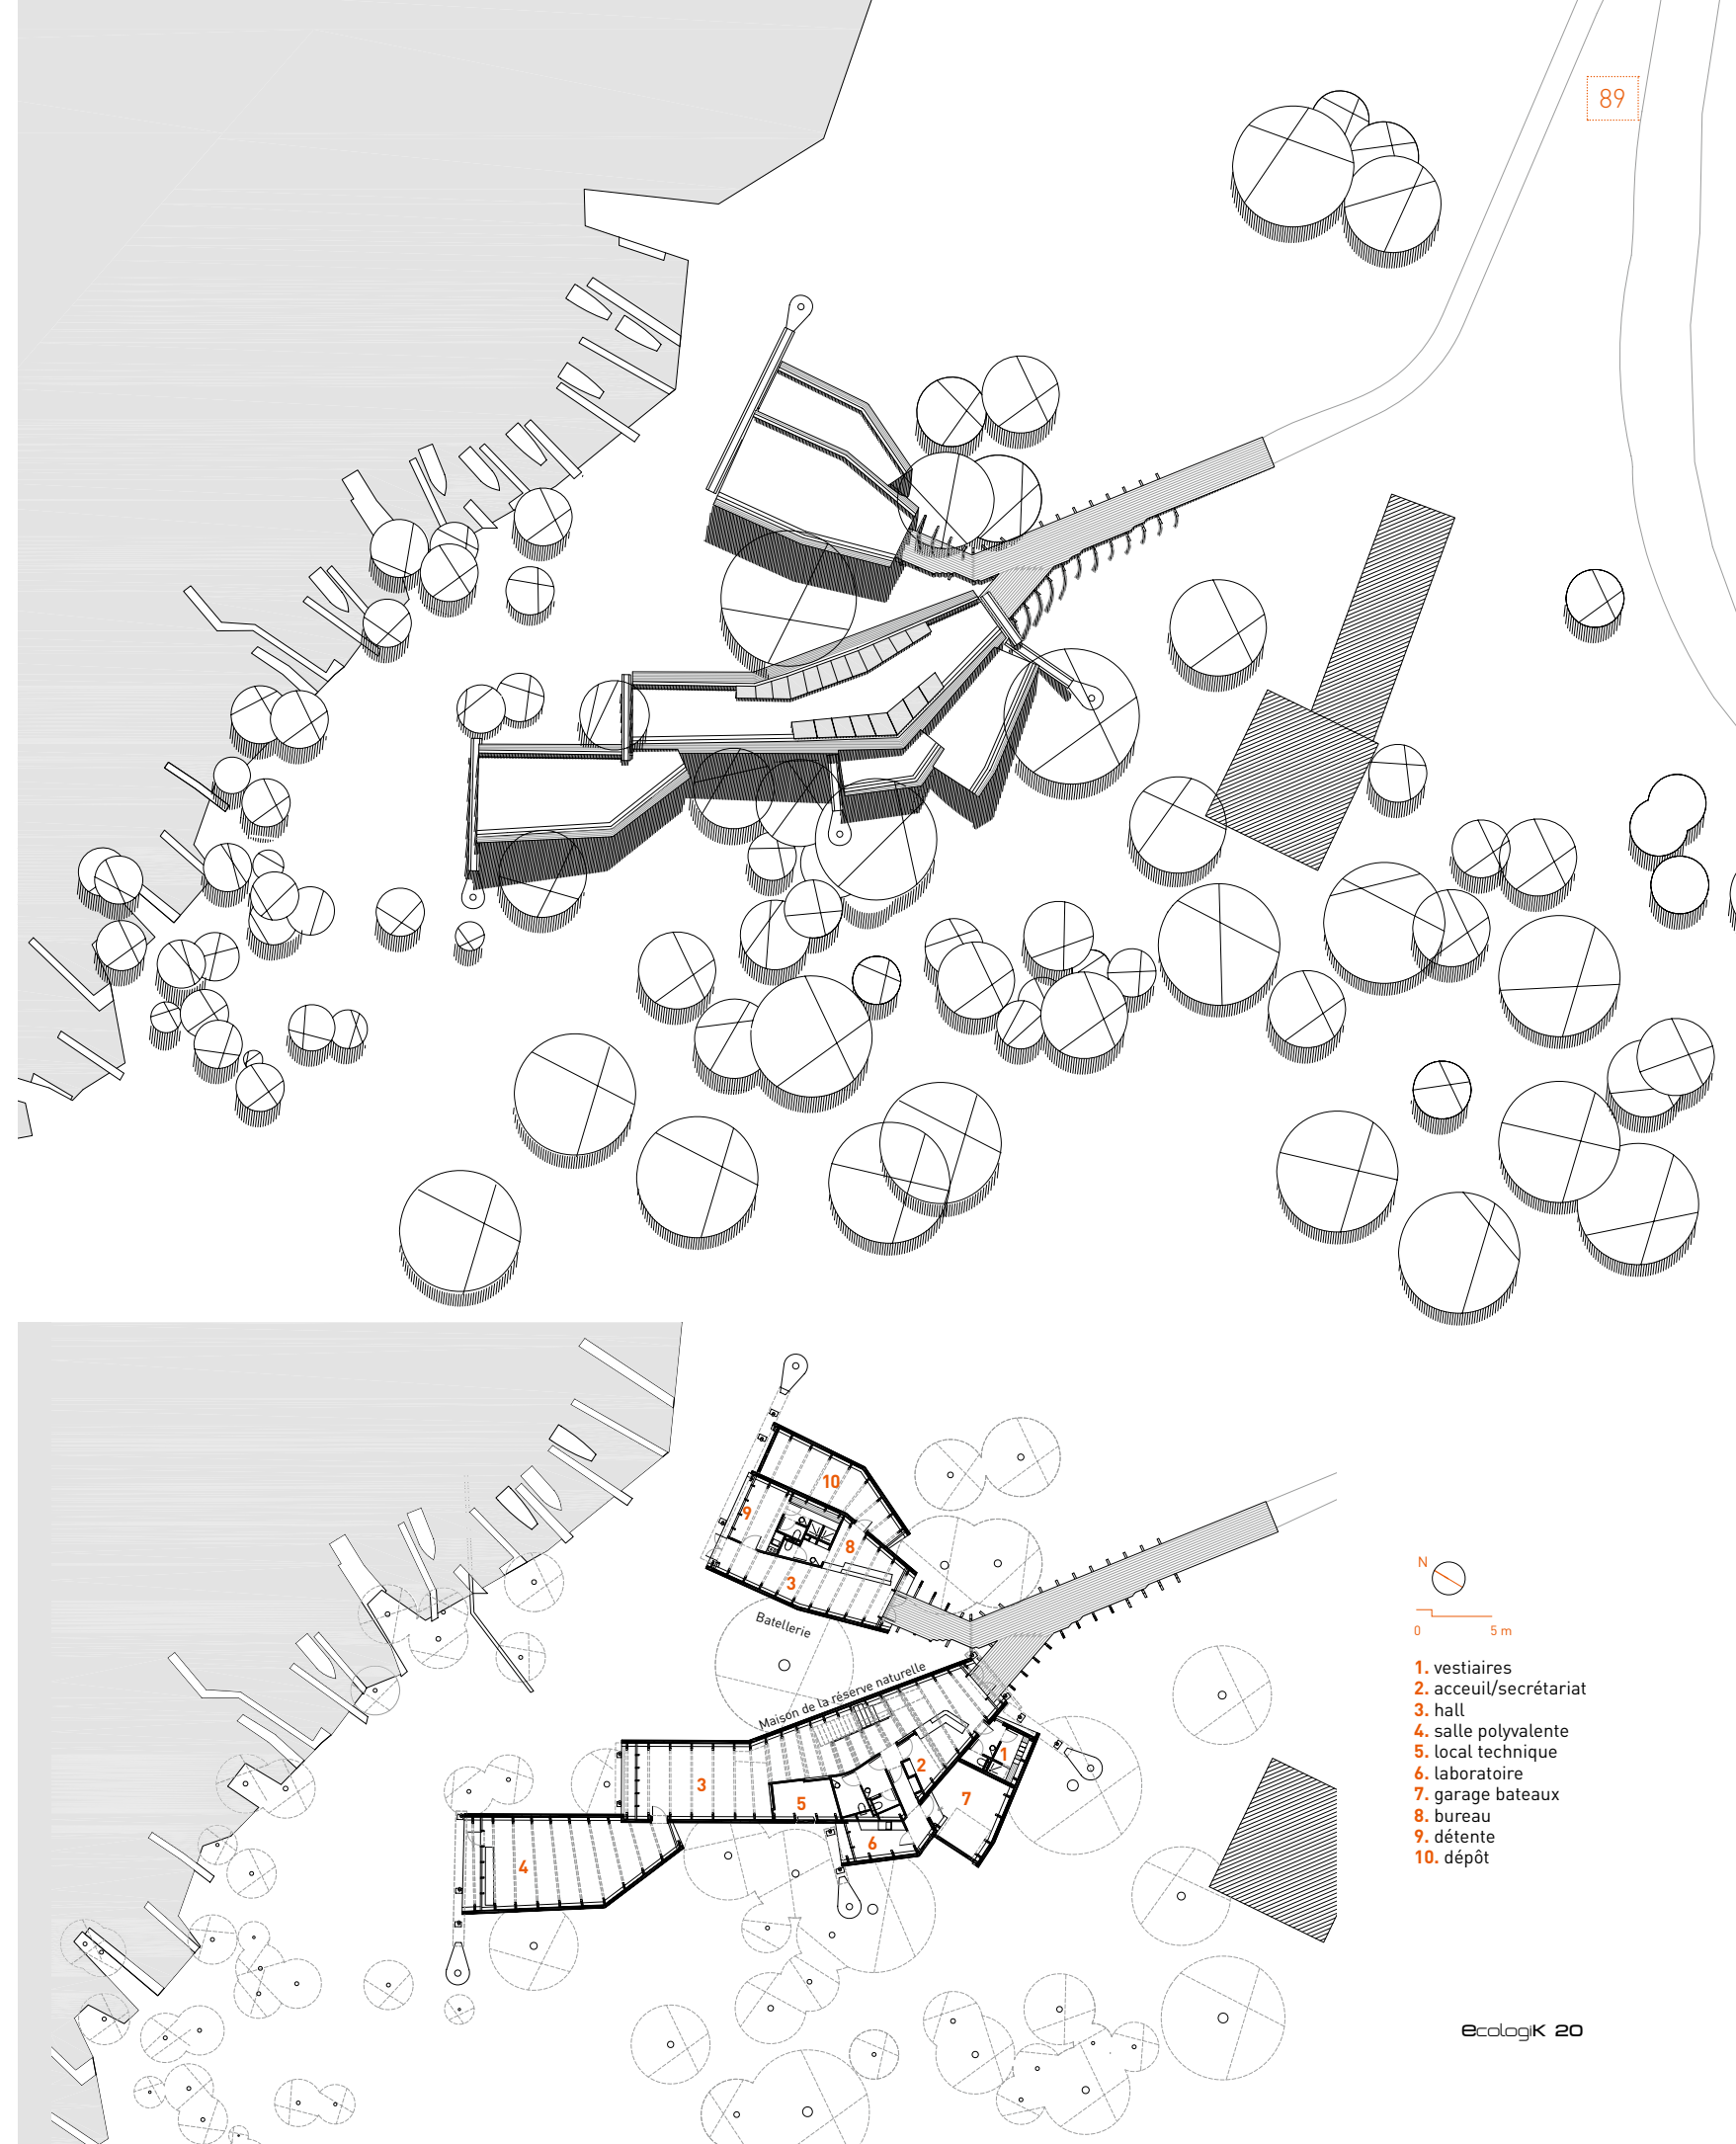 89
10
9
8
3
Batellerie
Maison de la réserve naturelle
1
2
3
5
7
6
4
N
0 5 m
1. vestiaires
2. acceuil/secrétariat
3. hall
4. salle polyvalente
5. local technique
6. laboratoire
7. garage bateaux
8. bureau
9. détente
10. dépôt
ecologiK 20